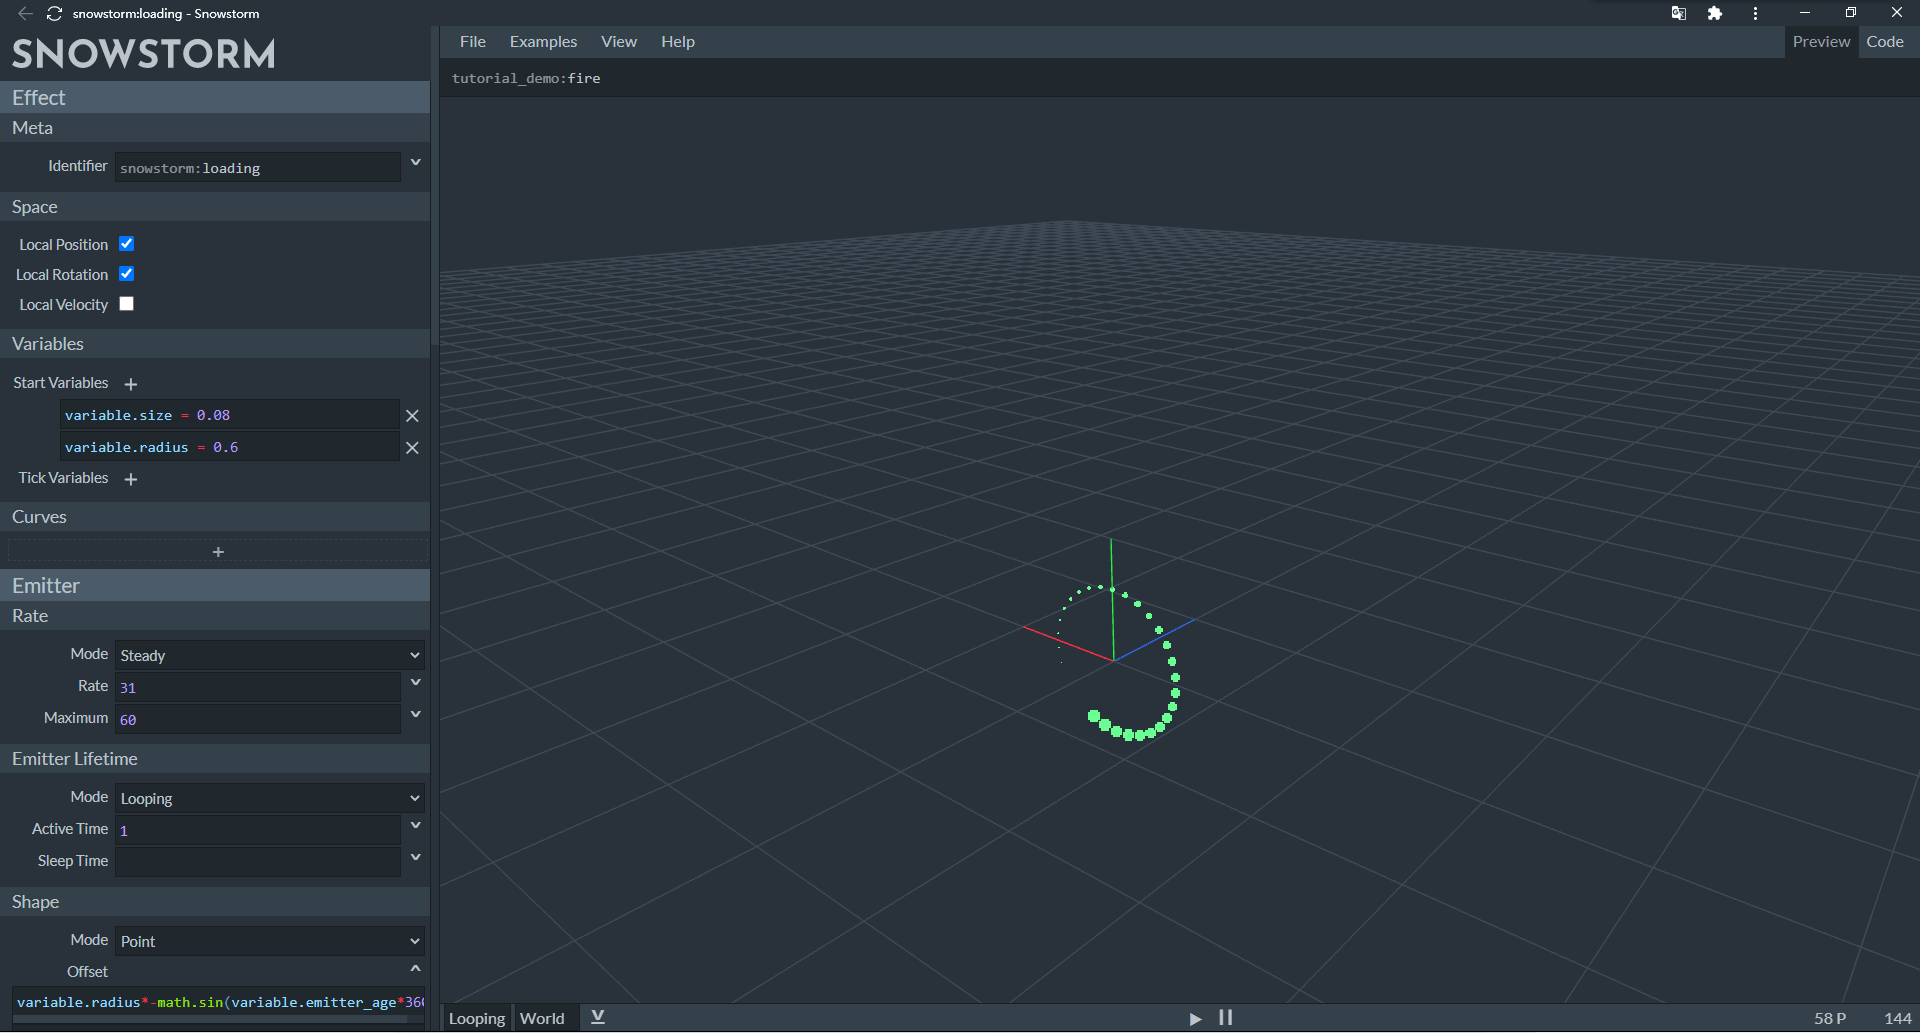 snowstorm:loading - Snowstorm
SNOWSTORM
File Examples View Help
Preview Code
tutorial_demo:fire
Effect
Meta
Identifier snowstorm:loading
Space
Local Position
Local Rotation
Local Velocity
Variables
Start Variables +
variable.size = 0.08
variable.radius = 0.6
Tick Variables +
Curves
+
Emitter
Rate
Mode Steady
Rate 31
Maximum 60
Emitter Lifetime
Mode Looping
Active Time 1
Sleep Time
Shape
Mode Point
Offset
variable.radius*-math.sin(variable.emitter_age*360
Looping World
58 P 144